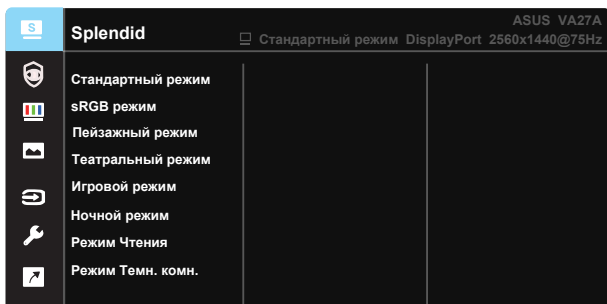 S
Splendid
ASUS VA27A
Стандартный режим DisplayPort 2560x1440@75Hz
Стандартный режим
sRGB режим
Пейзажный режим
Театральный режим
Игровой режим
Ночной режим
Режим Чтения
Режим Темн. комн.